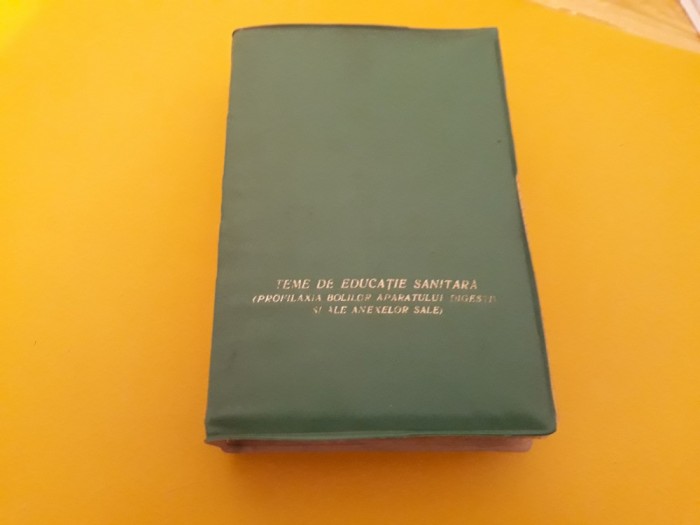 TEME DE EDUCAȚIE SANITARĂ
(PROFILAXIA BOLILOR APARATULUI DIGESTIV
ȘI ALE ANEXELOR SALE)